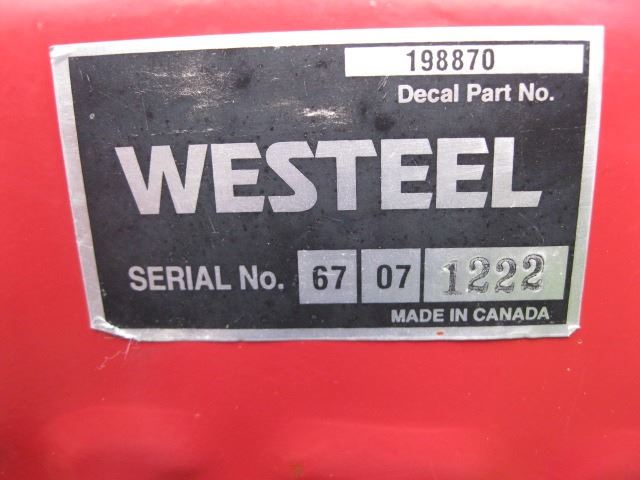 198870
Decal Part No.
WESTEEL
SERIAL No. 67 07 1222
MADE IN CANADA